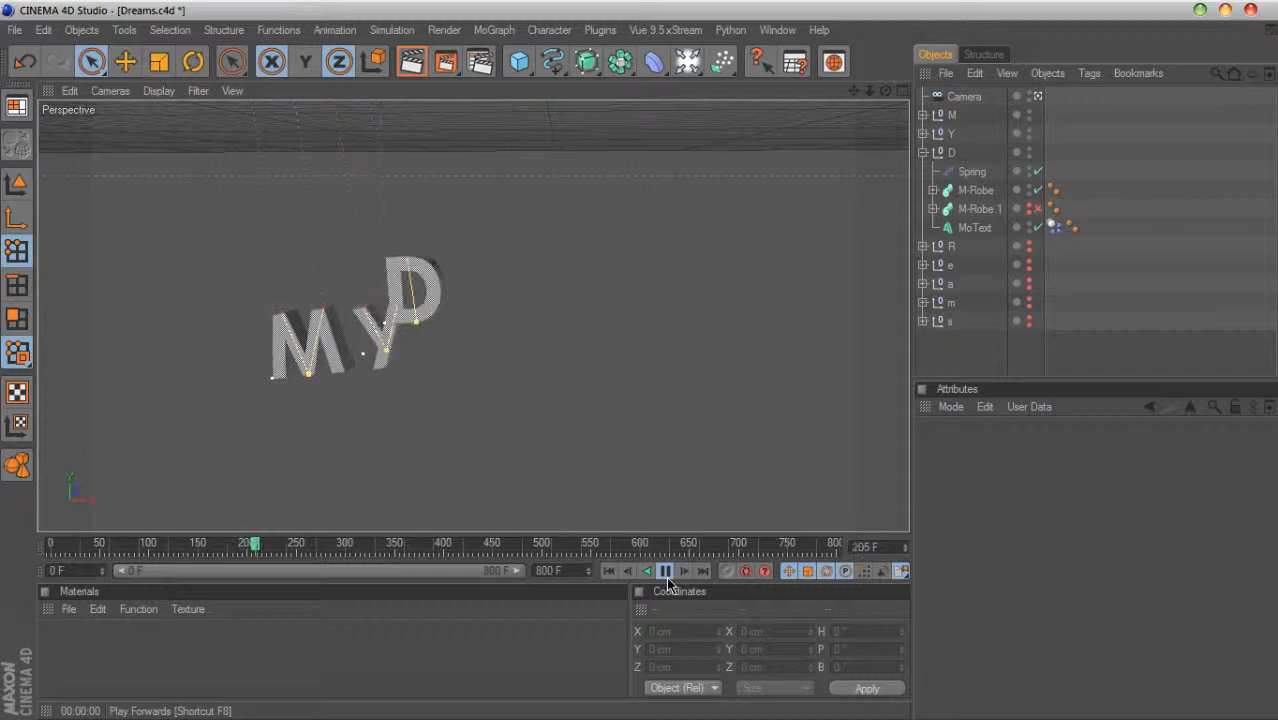 CINEMA 4D Studio - [Dreams.c4d *]
File Edit Objects Tools Selection Structure Functions Animation Simulation Render MoGraph Character Plugins Vue 9.5 xStream Python Window Help
X Y Z
Objects Structure
File Edit View Objects Tags Bookmarks
Edit Cameras Display Filter View
Perspective
Camera
M
Y
D
Spring
M-Robe
M-Robe.1
MoText
R
e
a
m
s
M Y D
Y
X
Attributes
Mode Edit User Data
0 50 100 150 200 250 300 350 400 450 500 550 600 650 700 750 800
205 F
0 F 0 F 800 F 800 F
Materials
File Edit Function Texture
Coordinates
X 0 cm X 0 cm H 0 °
Y 0 cm Y 0 cm P 0 °
Z 0 cm Z 0 cm B 0 °
Object (Rel) Size Apply
MAXON
CINEMA 4D
00:00:00 Play Forwards [Shortcut F8]